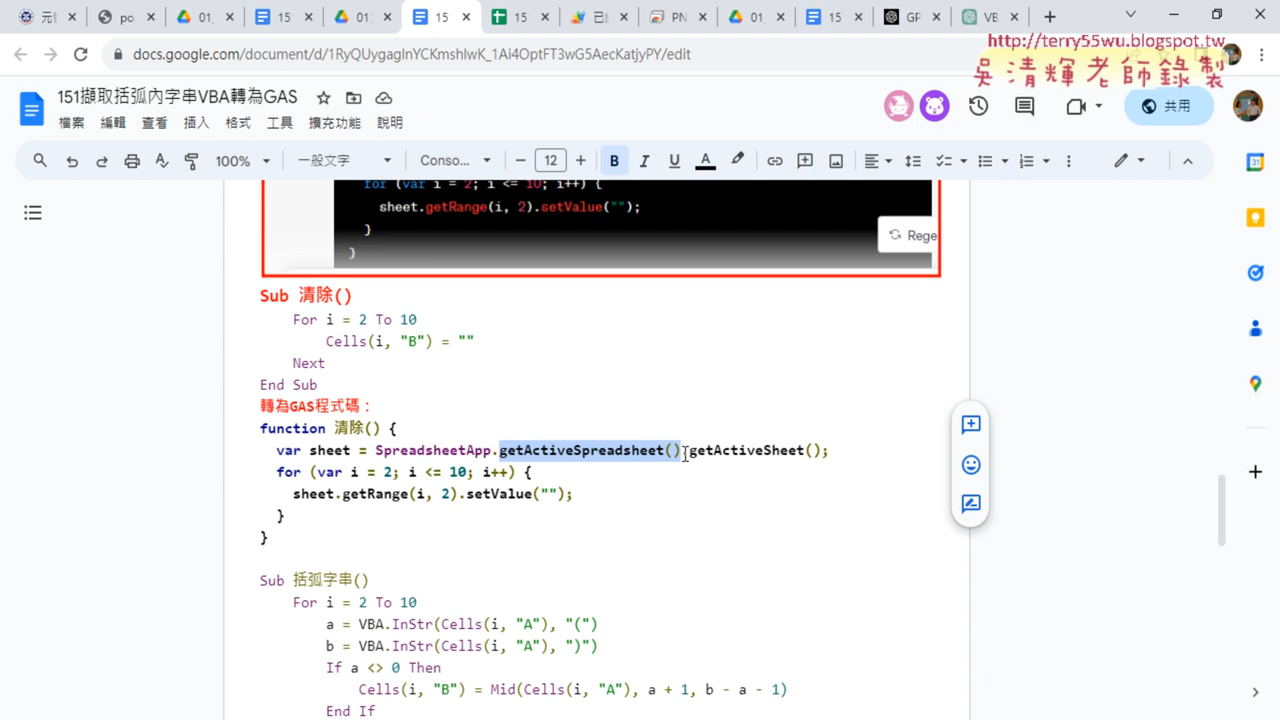 元
po
01_
15
01
15
15
已
PN
01_
15
GP
VB
docs.google.com/document/d/1RyQUygaglnYCKmshlwK_1Ai4OptFT3wG5AecKatjyPY/edit
http://terry55wu.blogspot.tw
吳清輝老師錄製
151擷取括弧內字串VBA轉為GAS
共用
檔案 編輯 查看 插入 格式 工具 擴充功能 說明
100% 一般文字 Conso... 12 B I U A
for (var i = 2; i <= 10; i++) {
sheet.getRange(i, 2).setValue("");
}
}
Rege
Sub 清除()
For i = 2 To 10
Cells(i, "B") = ""
Next
End Sub
轉為GAS程式碼：
function 清除() {
var sheet = SpreadsheetApp.getActiveSpreadsheet().getActiveSheet();
for (var i = 2; i <= 10; i++) {
sheet.getRange(i, 2).setValue("");
}
}
Sub 括弧字串()
For i = 2 To 10
a = VBA.InStr(Cells(i, "A"), "(")
b = VBA.InStr(Cells(i, "A"), ")")
If a <> 0 Then
Cells(i, "B") = Mid(Cells(i, "A"), a + 1, b - a - 1)
End If